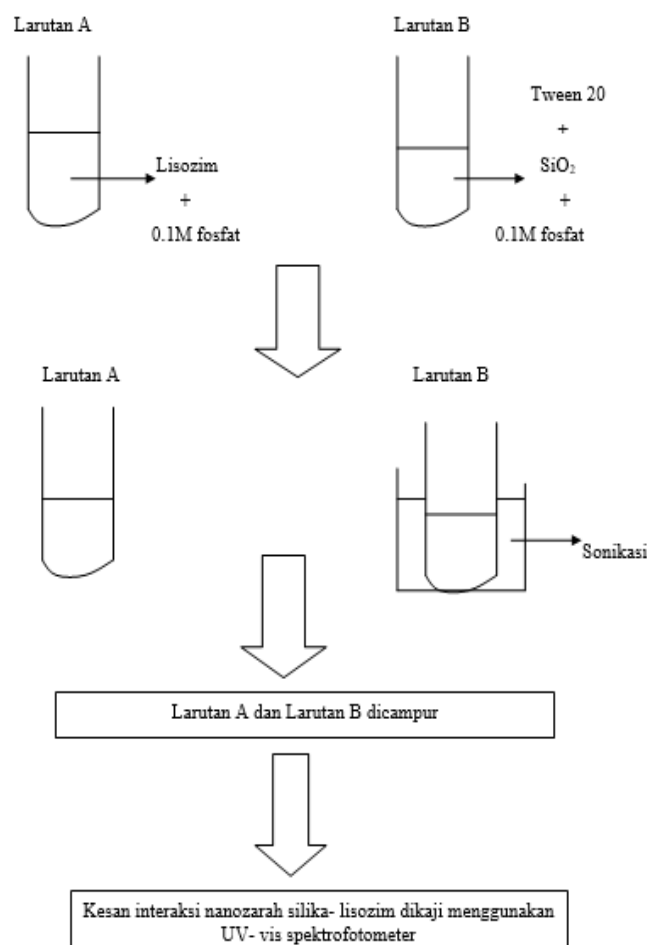 Larutan A
Larutan B
Lisozim
+
0.1M fosfat
Tween 20
+
SiO₂
+
0.1M fosfat
Larutan A
Larutan B
Sonikasi
Larutan A dan Larutan B dicampur
Kesan interaksi nanozarah silika- lisozim dikaji menggunakan
UV- vis spektrofotometer